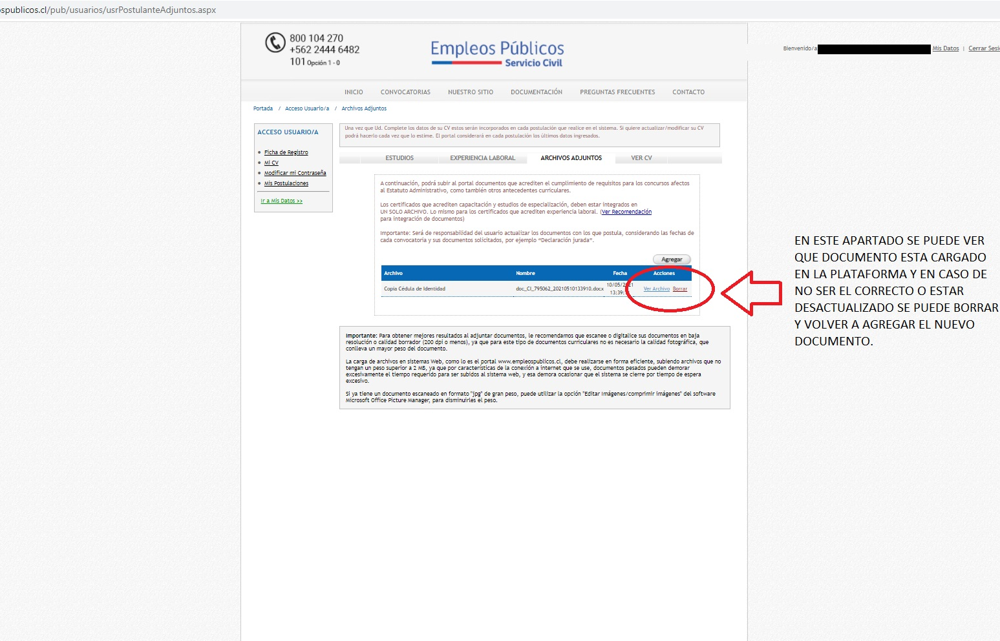 ospublicos.cl/pub/usuarios/usrPostulanteAdjuntos.aspx
800 104 270
+562 2444 6482
101 Opción 1 - 0
Empleos Públicos
Servicio Civil
Bienvenido/a
Mis Datos | Cerrar Sesi
INICIO CONVOCATORIAS NUESTRO SITIO DOCUMENTACIÓN PREGUNTAS FRECUENTES CONTACTO
Portada / Acceso Usuario/a / Archivos Adjuntos
ACCESO USUARIO/A
Ficha de Registro
Mi CV
Modificar mi Contraseña
Mis Postulaciones
Ir a Mis Datos >>
Una vez que Ud. Complete los datos de su CV estos serán incorporados en cada postulación que realice en el sistema. Si quiere actualizar/modificar su CV
podrá hacerlo cada vez que lo estime. El portal considerará en cada postulación los últimos datos ingresados.
ESTUDIOS EXPERIENCIA LABORAL ARCHIVOS ADJUNTOS VER CV
A continuación, podrá subir al portal documentos que acrediten el cumplimiento de requisitos para los concursos afectos
al Estatuto Administrativo, como también otros antecedentes curriculares.
Los certificados que acrediten capacitación y estudios de especialización, deben estar integrados en
UN SOLO ARCHIVO. Lo mismo para los certificados que acrediten experiencia laboral. (Ver Recomendación
para integración de documentos)
Importante: Será de responsabilidad del usuario actualizar los documentos con los que postula, considerando las fechas de
cada convocatoria y sus documentos solicitados, por ejemplo “Declaración jurada”.
Agregar
Archivo Nombre Fecha Acciones
Copia Cédula de Identidad doc_CI_795062_20210510133910.docx 10/05/2021 13:39: Ver Archivo Borrar
EN ESTE APARTADO SE PUEDE VER
QUE DOCUMENTO ESTA CARGADO
EN LA PLATAFORMA Y EN CASO DE
NO SER EL CORRECTO O ESTAR
DESACTUALIZADO SE PUEDE BORRAR
Y VOLVER A AGREGAR EL NUEVO
DOCUMENTO.
Importante: Para obtener mejores resultados al adjuntar documentos, le recomendamos que escanee o digitalice sus documentos en baja
resolución o calidad borrador (200 dpi o menos), ya que para este tipo de documentos curriculares no es necesario la calidad fotográfica, que
conlleva un mayor peso del documento.
La carga de archivos en sistemas Web, como lo es el portal www.empleospublicos.cl, debe realizarse en forma eficiente, subiendo archivos que no
tengan un peso superior a 2 MB, ya que por características de la conexión a internet que se use, documentos pesados pueden demorar
excesivamente el tiempo requerido para ser subidos al sistema web, y esa demora ocasionar que el sistema se cierre por tiempo de espera
excesivo.
Si ya tiene un documento escaneado en formato "jpg" de gran peso, puede utilizar la opción "Editar Imágenes/comprimir imágenes" del software
Microsoft Office Picture Manager, para disminuirles el peso.